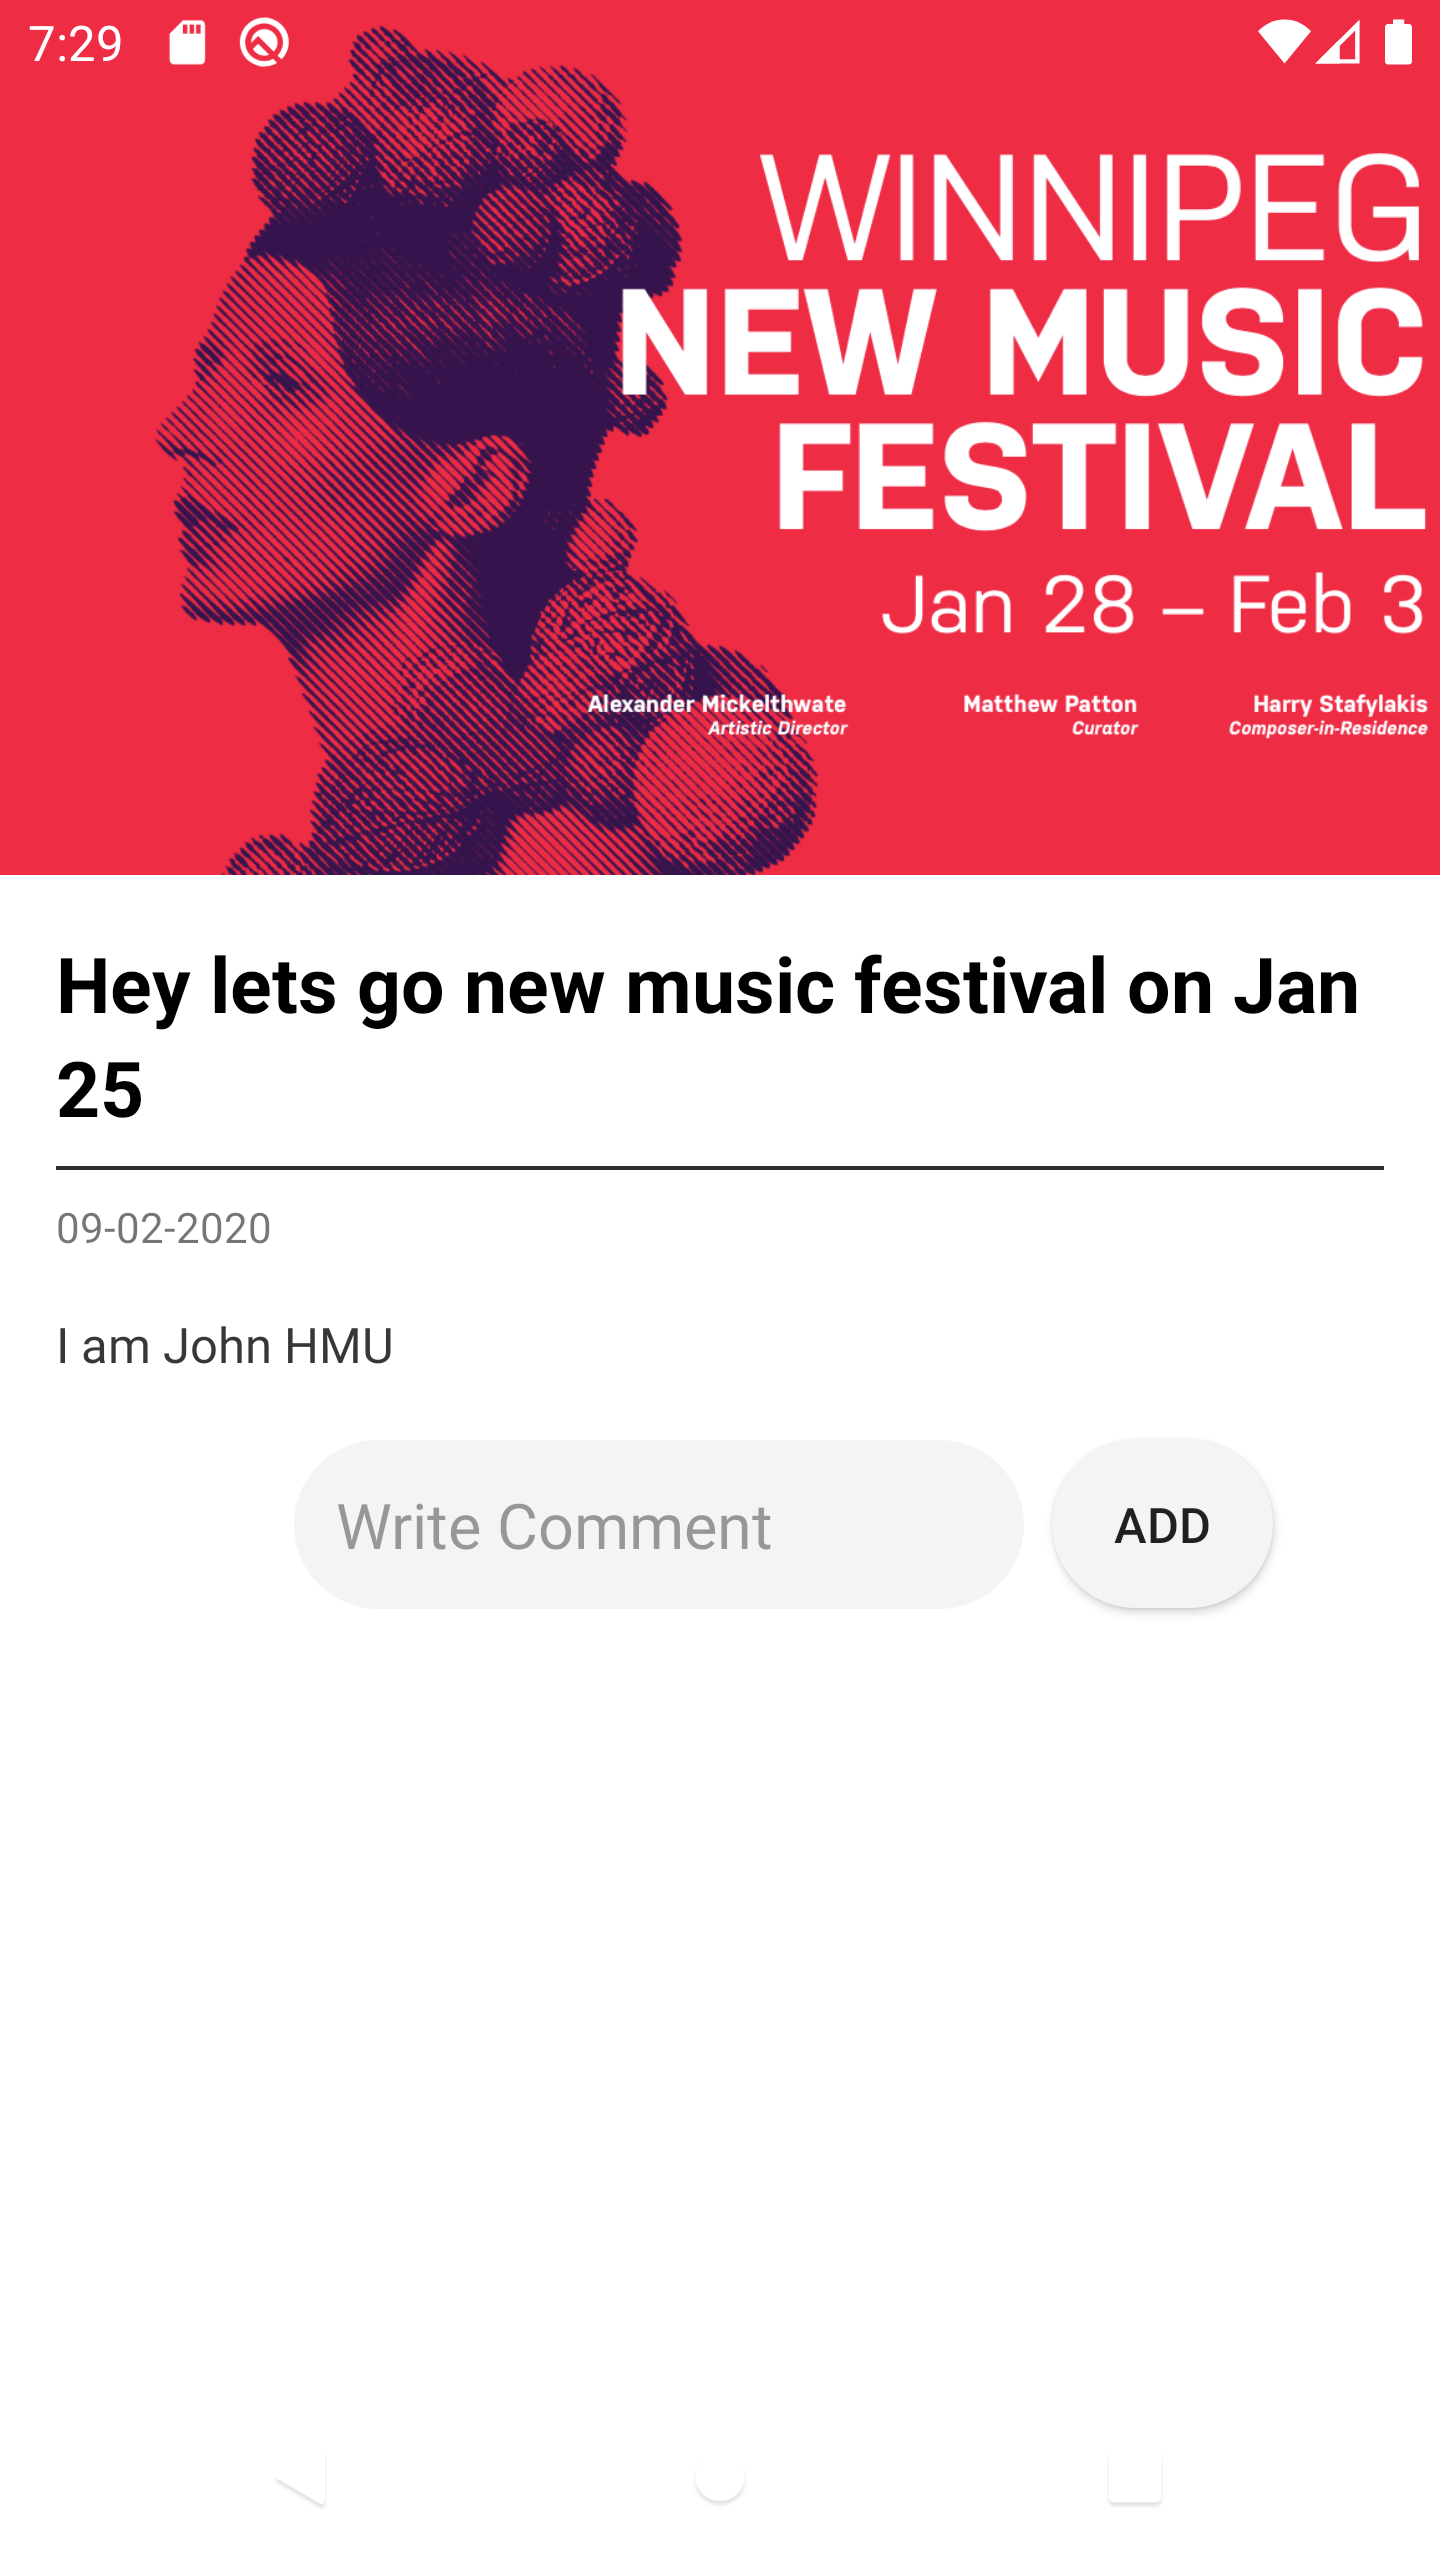 7:29
WINNIPEG
NEW MUSIC
FESTIVAL
Jan 28 – Feb 3
Alexander Mickelthwate Matthew Patton Harry Stafylakis
Artistic Director Curator Composer-in-Residence
Hey lets go new music festival on Jan
25
09-02-2020
I am John HMU
Write Comment ADD